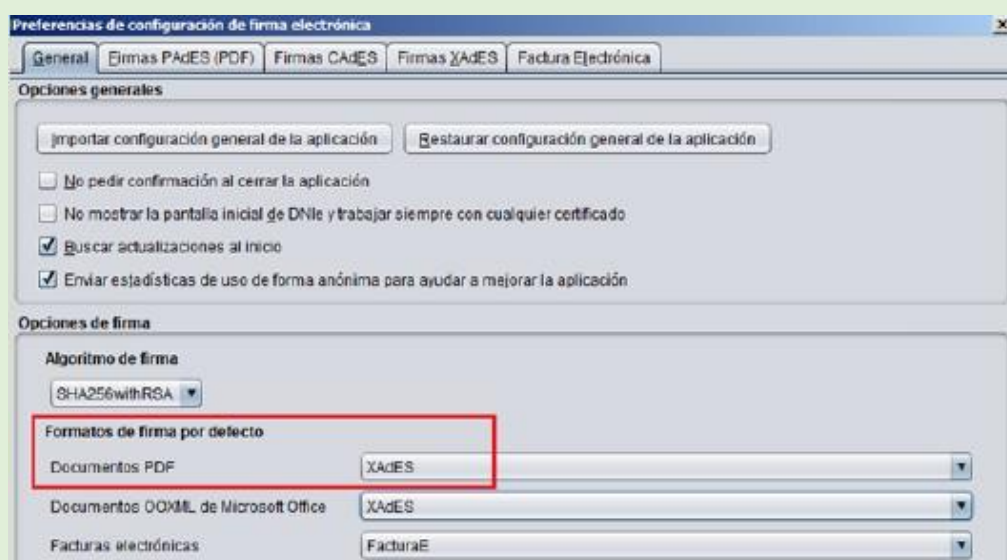 Preferencias de configuración de firma electrónica
General Firmas PAdES (PDF) Firmas CAdES Firmas XAdES Factura Electrónica
Opciones generales
Importar configuración general de la aplicación Restaurar configuración general de la aplicación
No pedir confirmación al cerrar la aplicación
No mostrar la pantalla inicial de DNIe y trabajar siempre con cualquier certificado
Buscar actualizaciones al inicio
Enviar estadísticas de uso de forma anónima para ayudar a mejorar la aplicación
Opciones de firma
Algoritmo de firma
SHA256withRSA
Formatos de firma por defecto
Documentos PDF XAdES
Documentos OOXML de Microsoft Office XAdES
Facturas electrónicas FacturaE